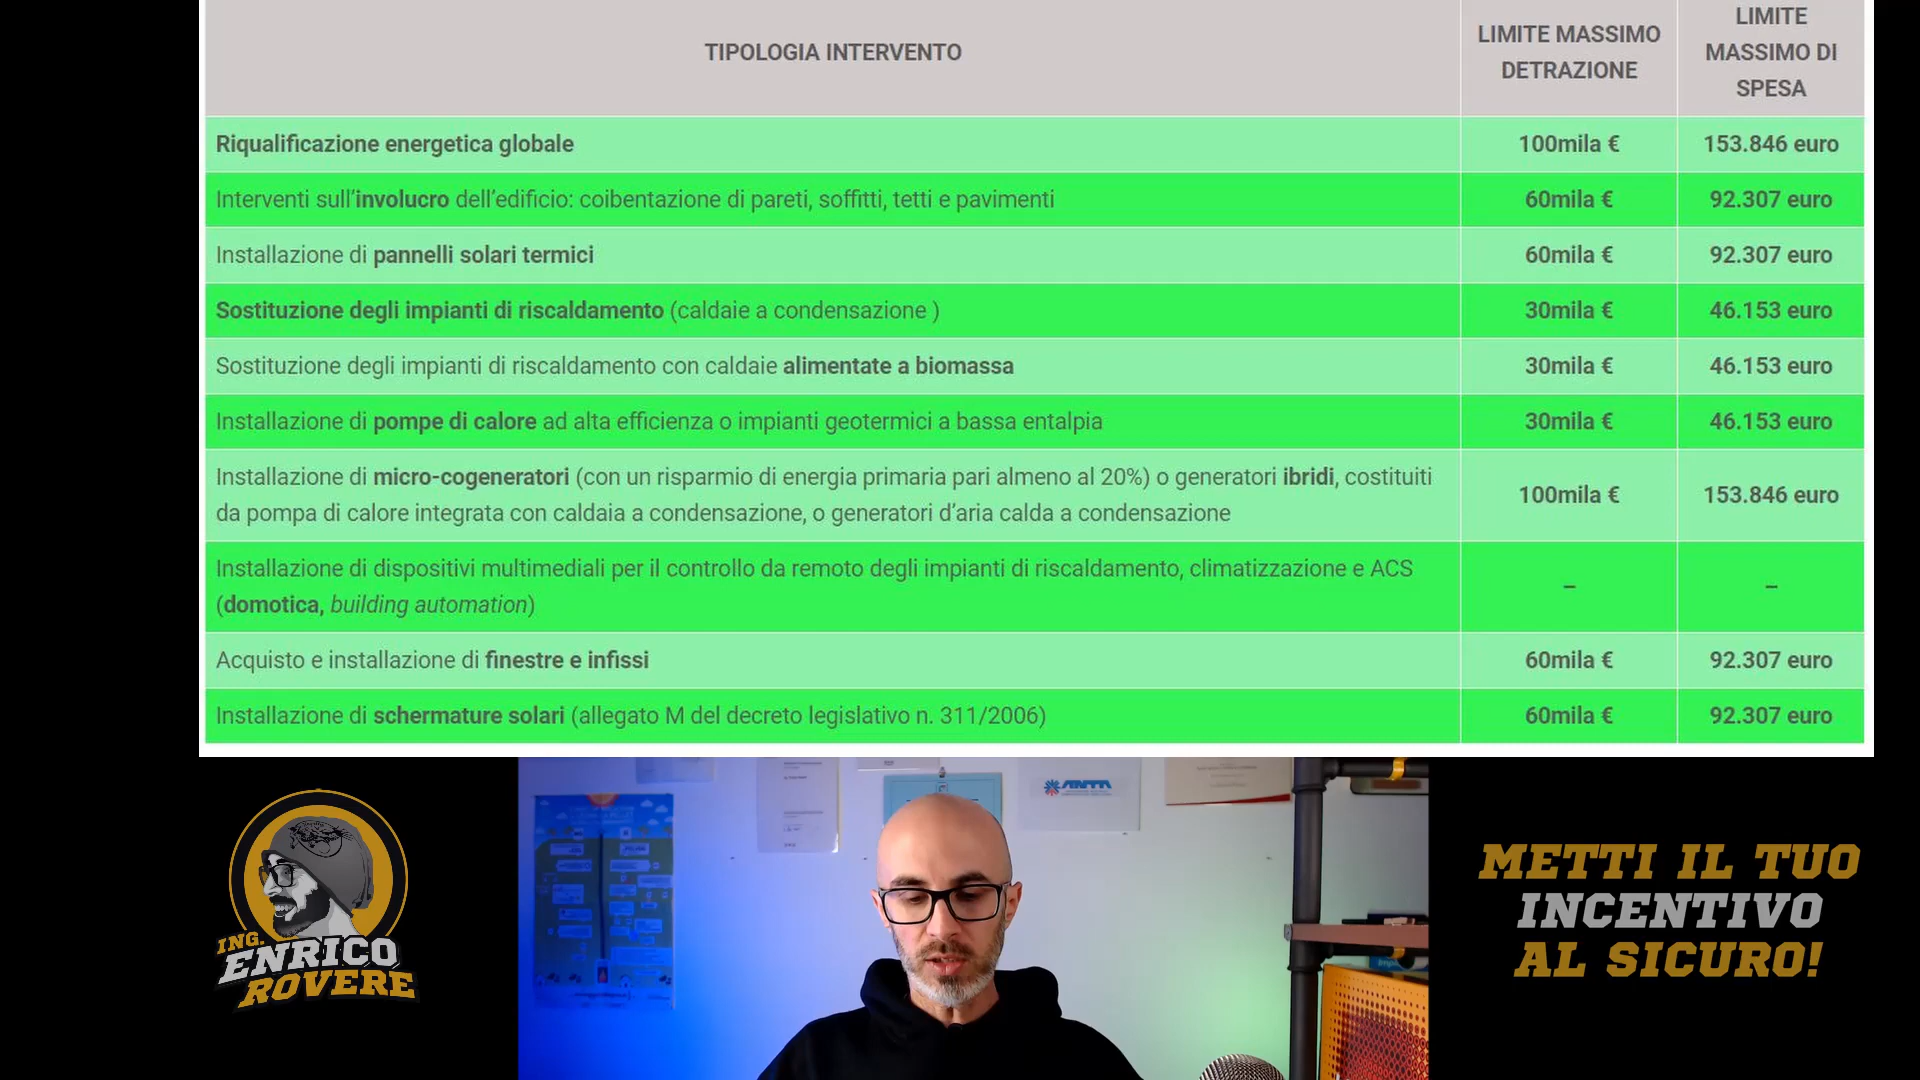 TIPOLOGIA INTERVENTO
LIMITE MASSIMO
DETRAZIONE
LIMITE
MASSIMO DI
SPESA
Riqualificazione energetica globale
100mila €
153.846 euro
Interventi sull’involucro dell’edificio: coibentazione di pareti, soffitti, tetti e pavimenti
60mila €
92.307 euro
Installazione di pannelli solari termici
60mila €
92.307 euro
Sostituzione degli impianti di riscaldamento (caldaie a condensazione )
30mila €
46.153 euro
Sostituzione degli impianti di riscaldamento con caldaie alimentate a biomassa
30mila €
46.153 euro
Installazione di pompe di calore ad alta efficienza o impianti geotermici a bassa entalpia
30mila €
46.153 euro
Installazione di micro-cogeneratori (con un risparmio di energia primaria pari almeno al 20%) o generatori ibridi, costituiti
da pompa di calore integrata con caldaia a condensazione, o generatori d’aria calda a condensazione
100mila €
153.846 euro
Installazione di dispositivi multimediali per il controllo da remoto degli impianti di riscaldamento, climatizzazione e ACS
(domotica, building automation)
–
–
Acquisto e installazione di finestre e infissi
60mila €
92.307 euro
Installazione di schermature solari (allegato M del decreto legislativo n. 311/2006)
60mila €
92.307 euro
ING.
ENRICO
ROVERE
METTI IL TUO
INCENTIVO
AL SICURO!